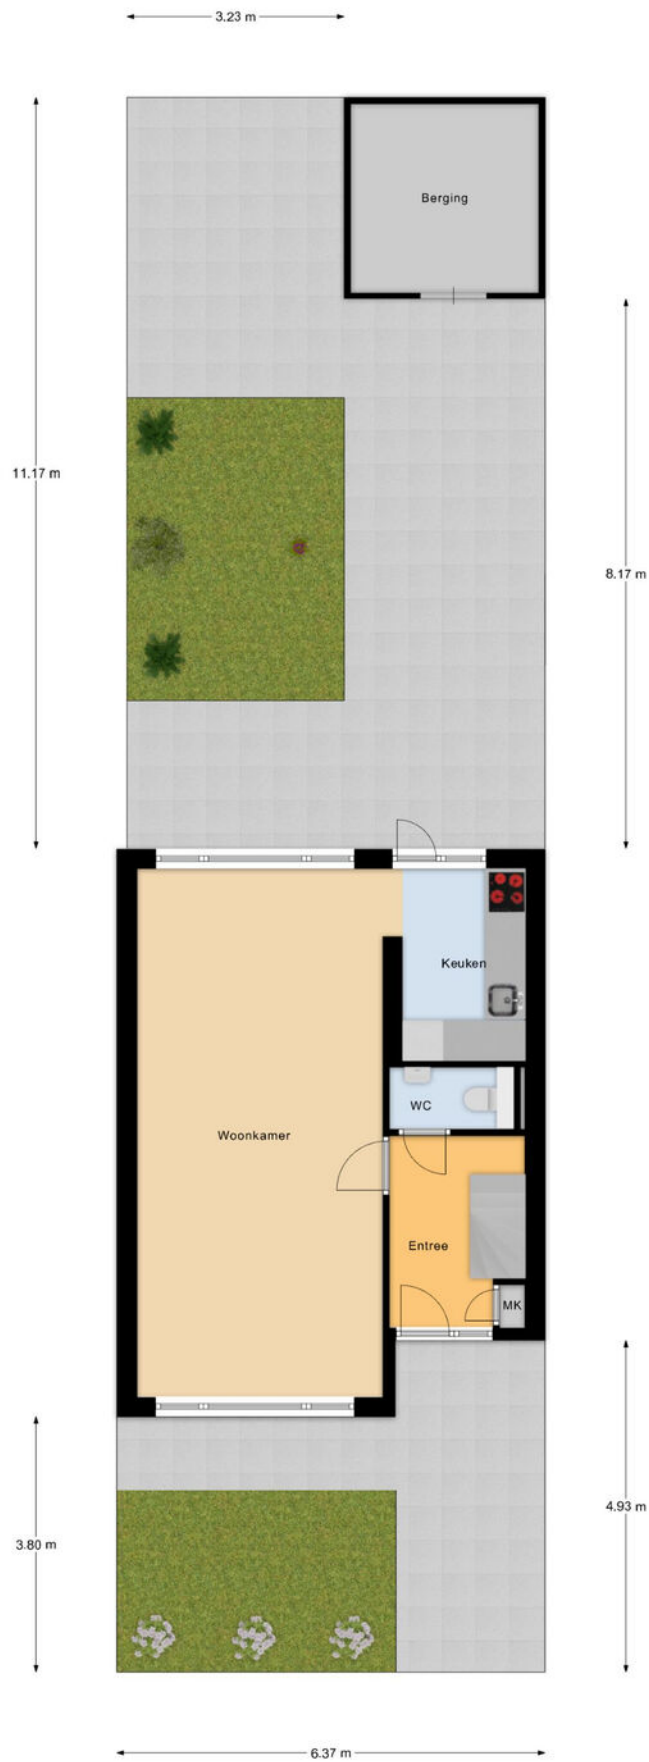 3.23 m
Berging
11.17 m
8.17 m
Keuken
WC
Woonkamer
Entree
MK
4.93 m
3.80 m
6.37 m